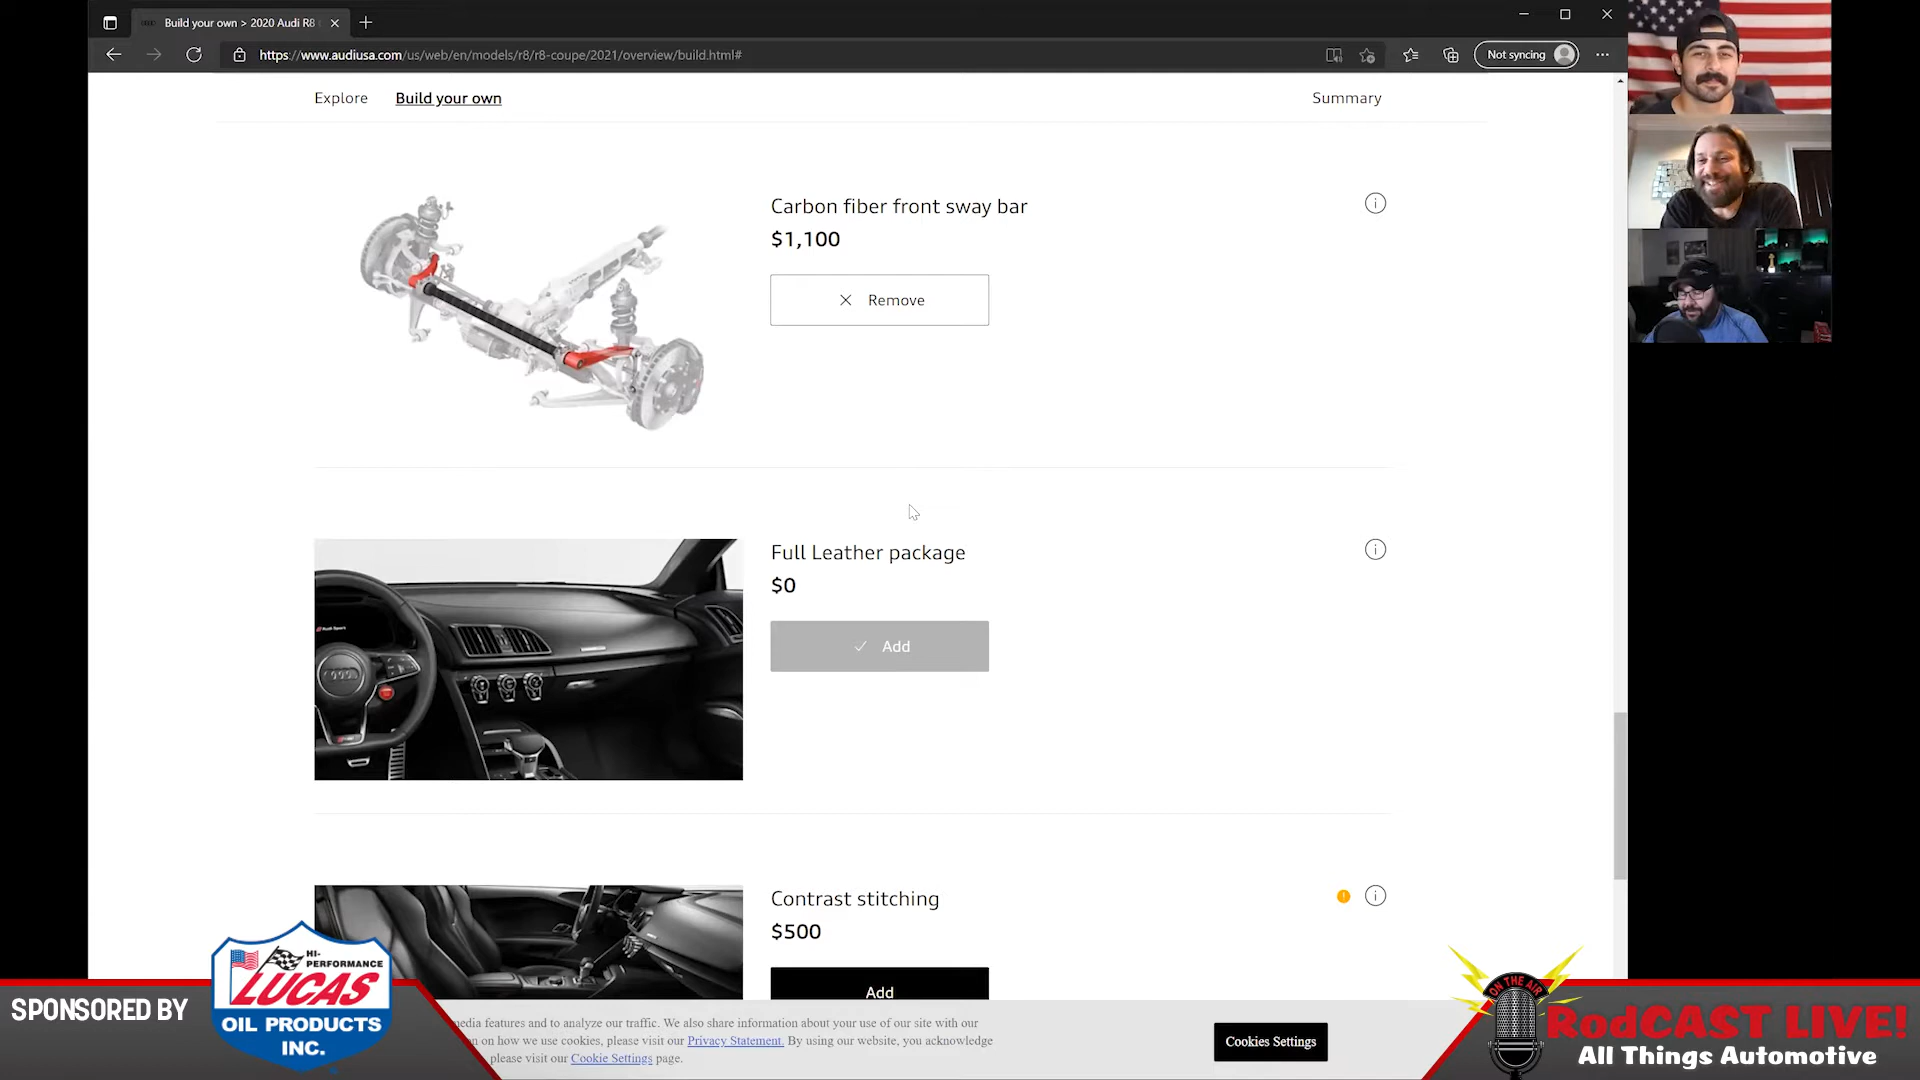 Build your own > 2020 Audi R8
https://www.audiusa.com/us/web/en/models/r8/r8-coupe/2021/overview/build.html#
Not syncing
Explore
Build your own
Summary
Carbon fiber front sway bar
$1,100
Remove
Full Leather package
$0
Add
Contrast stitching
$500
Add
media features and to analyze our traffic. We also share information about your use of our site with our
on how we use cookies, please visit our Privacy Statement. By using our website, you acknowledge
please visit our Cookie Settings page.
Cookies Settings
SPONSORED BY
HI-
PERFORMANCE
LUCAS
OIL PRODUCTS
INC.
ON THE AIR
RodCAST LIVE!
All Things Automotive